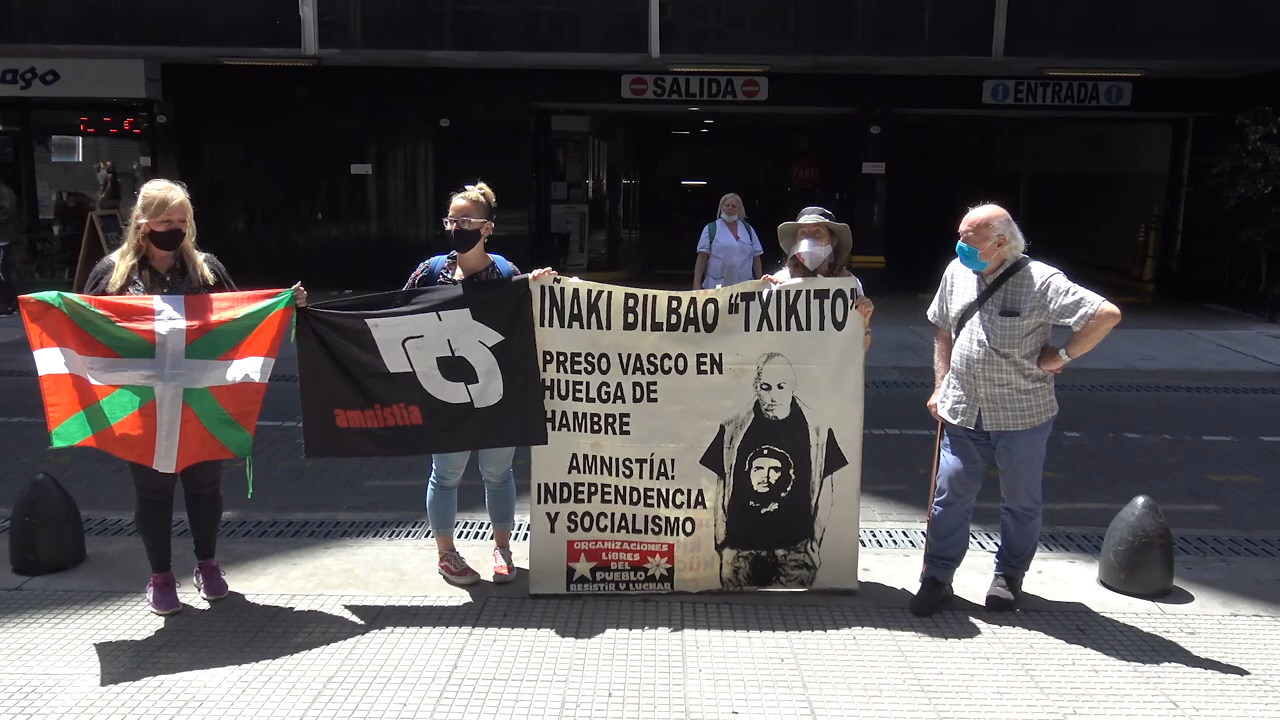 ago
SALIDA
ENTRADA
PARE
amnistia
IÑAKI BILBAO "TXIKITO"
PRESO VASCO EN
HUELGA DE
HAMBRE
AMNISTÍA!
INDEPENDENCIA
Y SOCIALISMO
ORGANIZACIONES
LIBRES
DEL
PUEBLO
RESISTIR Y LUCHAR